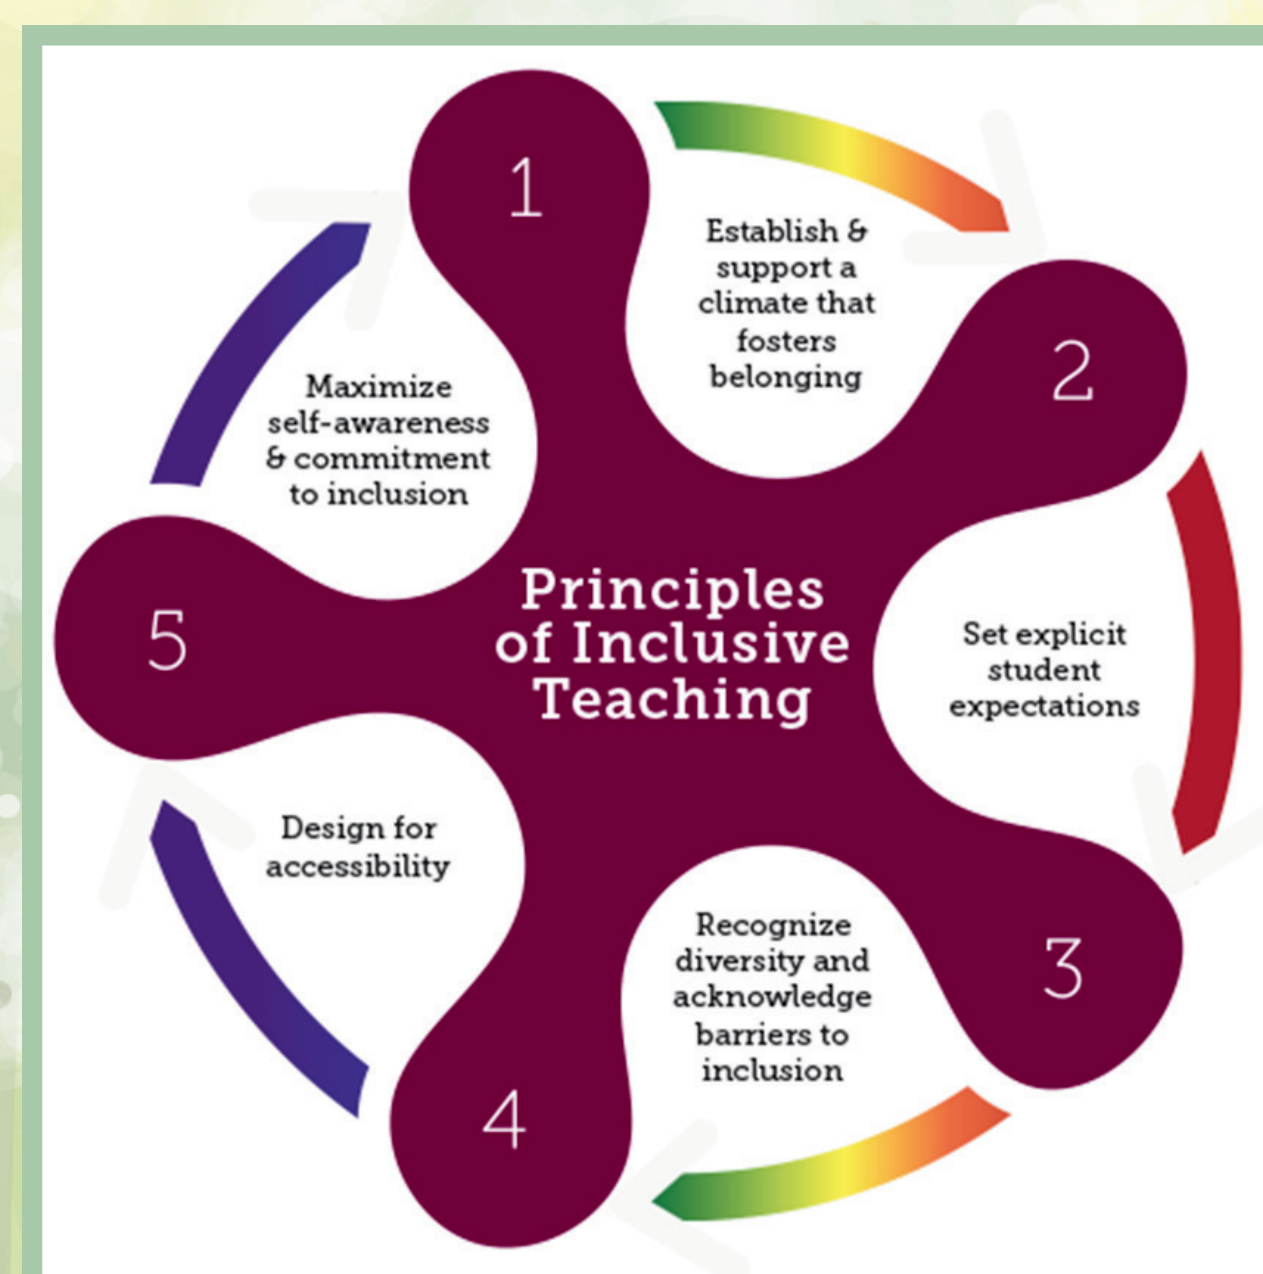 Principles
of Inclusive
Teaching
1
Establish &
support a
climate that
fosters
belonging
2
Set explicit
student
expectations
3
Recognize
diversity and
acknowledge
barriers to
inclusion
4
Design for
accessibility
5
Maximize
self-awareness
& commitment
to inclusion